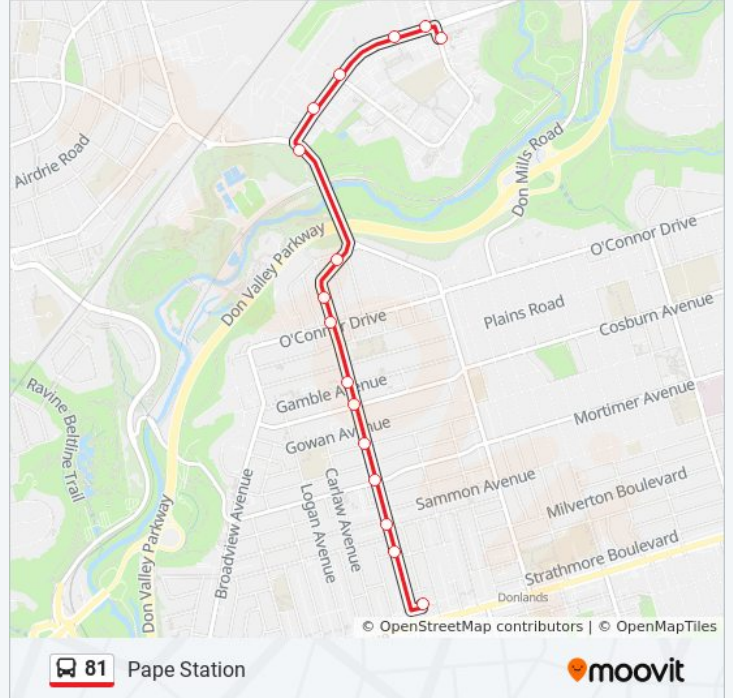 Airdrie Road
Don Mills Road
O'Connor Drive
Don Valley Parkway
Plains Road
O'Connor Drive
Cosburn Avenue
Gamble Avenue
Mortimer Avenue
Gowan Avenue
Ravine Beltline Trail
Sammon Avenue
Milverton Boulevard
Carlaw Avenue
Logan Avenue
Broadview Avenue
Don Valley Parkway
Strathmore Boulevard
Donlands
© OpenStreetMap contributors | © OpenMapTiles
81 Pape Station
moovit